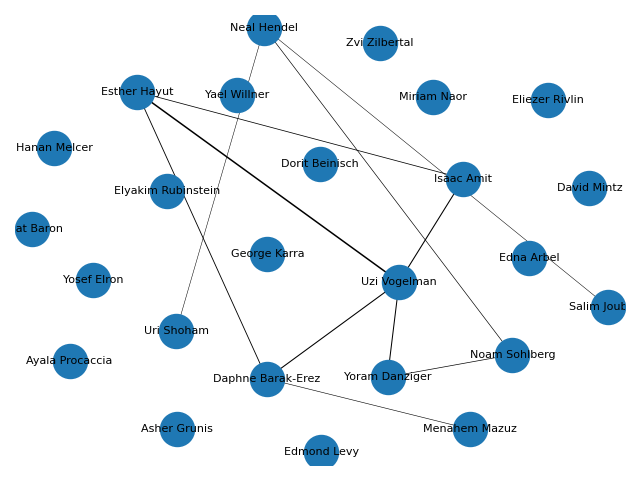 Neal Hendel
Zvi Zilbertal
Esther Hayut
Yael Willner
Miriam Naor
Eliezer Rivlin
Hanan Melcer
Dorit Beinisch
Isaac Amit
Elyakim Rubinstein
David Mintz
at Baron
George Karra
Edna Arbel
Yosef Elron
Uzi Vogelman
Salim Jout
Uri Shoham
Noam Sohlberg
Ayala Procaccia
Daphne Barak-Erez
Yoram Danziger
Asher Grunis
Menahem Mazuz
Edmond Levy